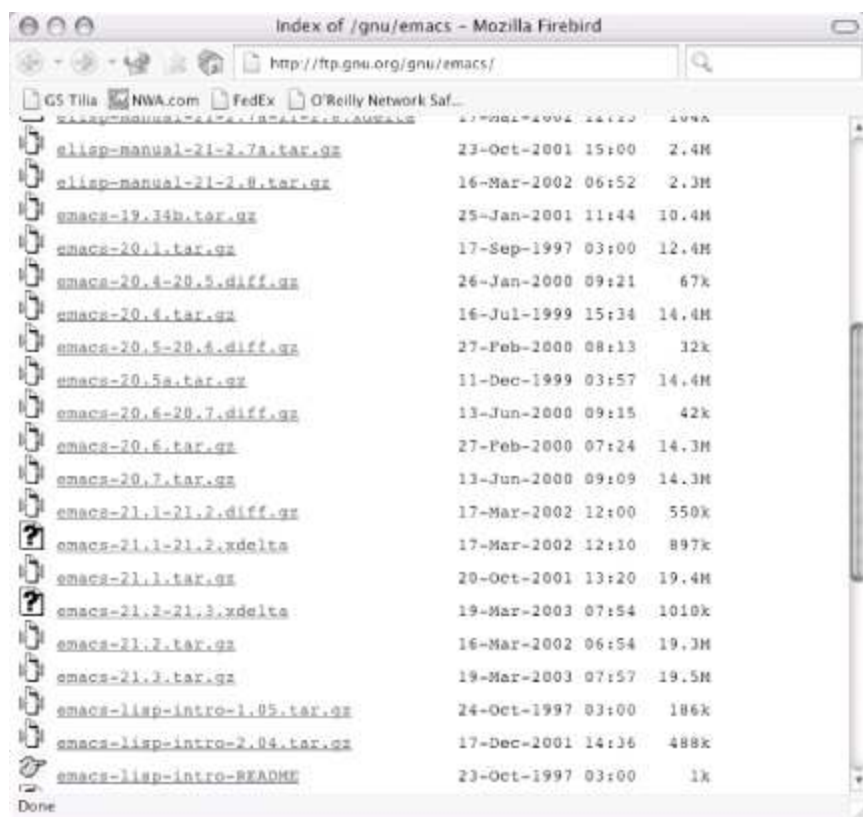 Index of /gnu/emacs - Mozilla Firebird
http://ftp.gnu.org/gnu/emacs/
GS Tilia NWA.com FedEx O'Reilly Network Saf...
elisp-manual-21-2.7a.tar.gz 23-Oct-2001 15:00 2.4M
elisp-manual-21-2.8.tar.gz 16-Mar-2002 06:52 2.3M
emacs-19.34b.tar.gz 25-Jan-2001 11:44 10.4M
emacs-20.1.tar.gz 17-Sep-1997 03:00 12.4M
emacs-20.4-20.5.diff.gz 26-Jan-2000 09:21 67k
emacs-20.4.tar.gz 16-Jul-1999 15:34 14.4M
emacs-20.5-20.6.diff.gz 27-Feb-2000 08:13 32k
emacs-20.5a.tar.gz 11-Dec-1999 03:57 14.4M
emacs-20.6-20.7.diff.gz 13-Jun-2000 09:15 42k
emacs-20.6.tar.gz 27-Feb-2000 07:24 14.3M
emacs-20.7.tar.gz 13-Jun-2000 09:09 14.3M
emacs-21.1-21.2.diff.gz 17-Mar-2002 12:00 550k
emacs-21.1-21.2.xdelta 17-Mar-2002 12:10 897k
emacs-21.1.tar.gz 20-Oct-2001 13:20 19.4M
emacs-21.2-21.3.xdelta 19-Mar-2003 07:54 1010k
emacs-21.2.tar.gz 16-Mar-2002 06:54 19.3M
emacs-21.3.tar.gz 19-Mar-2003 07:57 19.5M
emacs-lisp-intro-1.05.tar.gz 24-Oct-1997 03:00 186k
emacs-lisp-intro-2.04.tar.gz 17-Dec-2001 14:36 488k
emacs-lisp-intro-README 23-Oct-1997 03:00 1k
Done